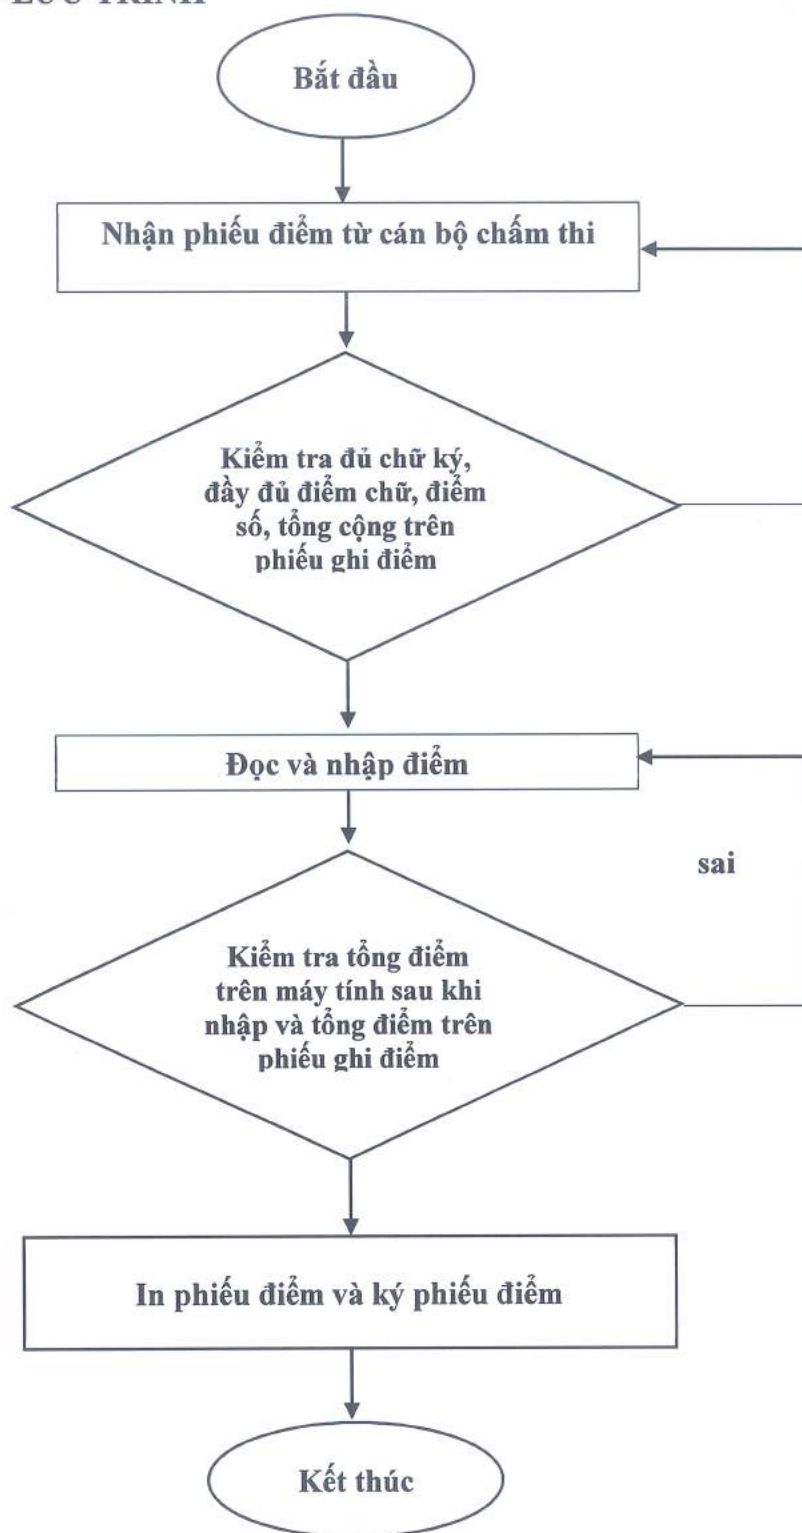 LƯU TRÌNH
Bắt đầu
Nhận phiếu điểm từ cán bộ chấm thi
Kiểm tra đủ chữ ký,
đầy đủ điểm chữ, điểm
số, tổng cộng trên
phiếu ghi điểm
Đọc và nhập điểm
sai
Kiểm tra tổng điểm
trên máy tính sau khi
nhập và tổng điểm trên
phiếu ghi điểm
In phiếu điểm và ký phiếu điểm
Kết thúc